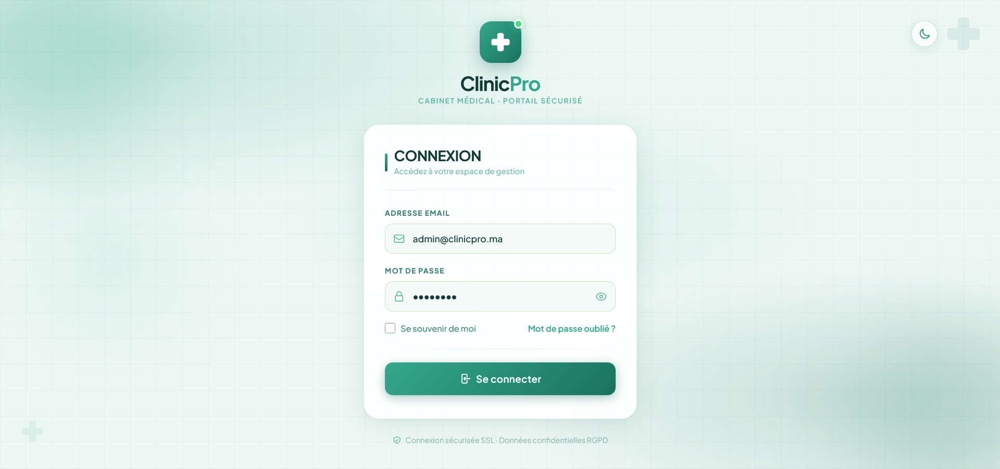 ClinicPro
CABINET MÉDICAL · PORTAIL SÉCURISÉ
CONNEXION
Accédez à votre espace de gestion
ADRESSE EMAIL
admin@clinicpro.ma
MOT DE PASSE
••••••••
Se souvenir de moi
Mot de passe oublié ?
Se connecter
Connexion sécurisée SSL · Données confidentielles RGPD